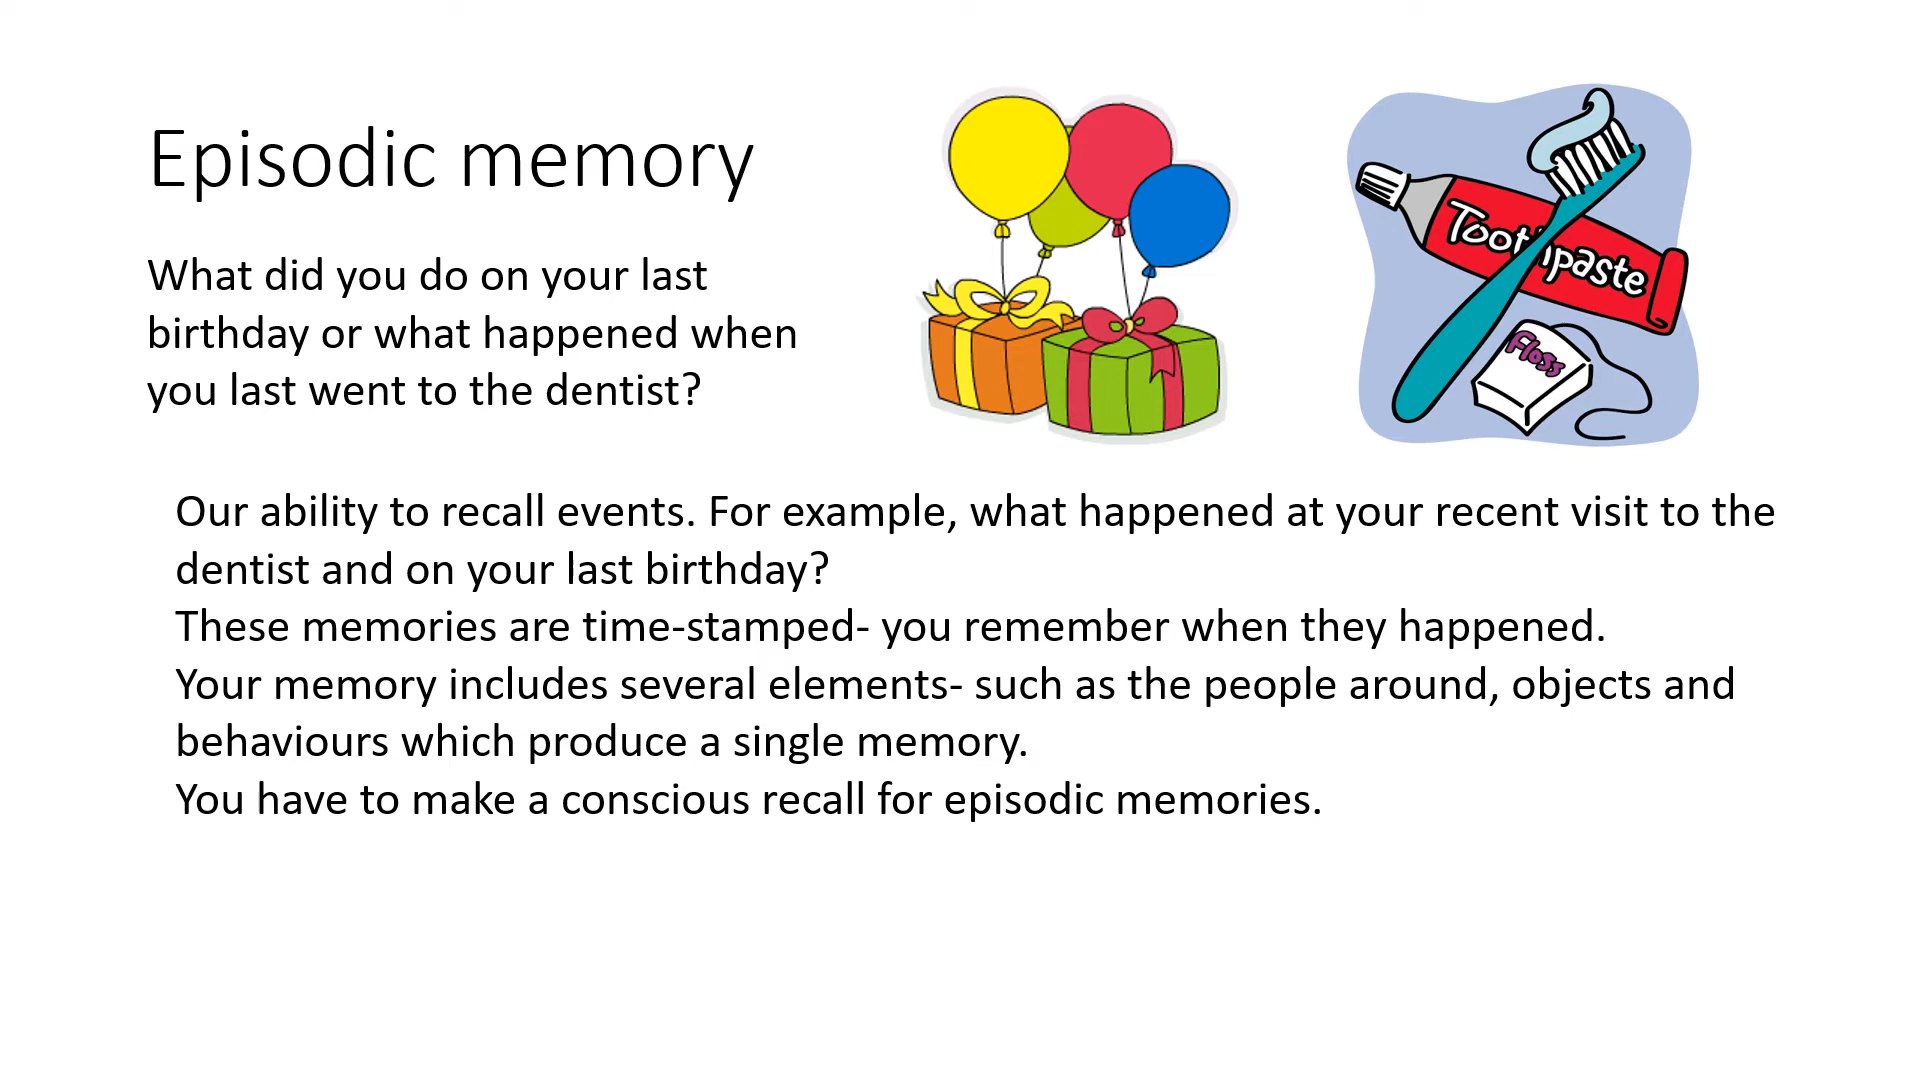 Episodic memory
What did you do on your last
birthday or what happened when
you last went to the dentist?
Toothpaste
Floss
Our ability to recall events. For example, what happened at your recent visit to the
dentist and on your last birthday?
These memories are time-stamped- you remember when they happened.
Your memory includes several elements- such as the people around, objects and
behaviours which produce a single memory.
You have to make a conscious recall for episodic memories.